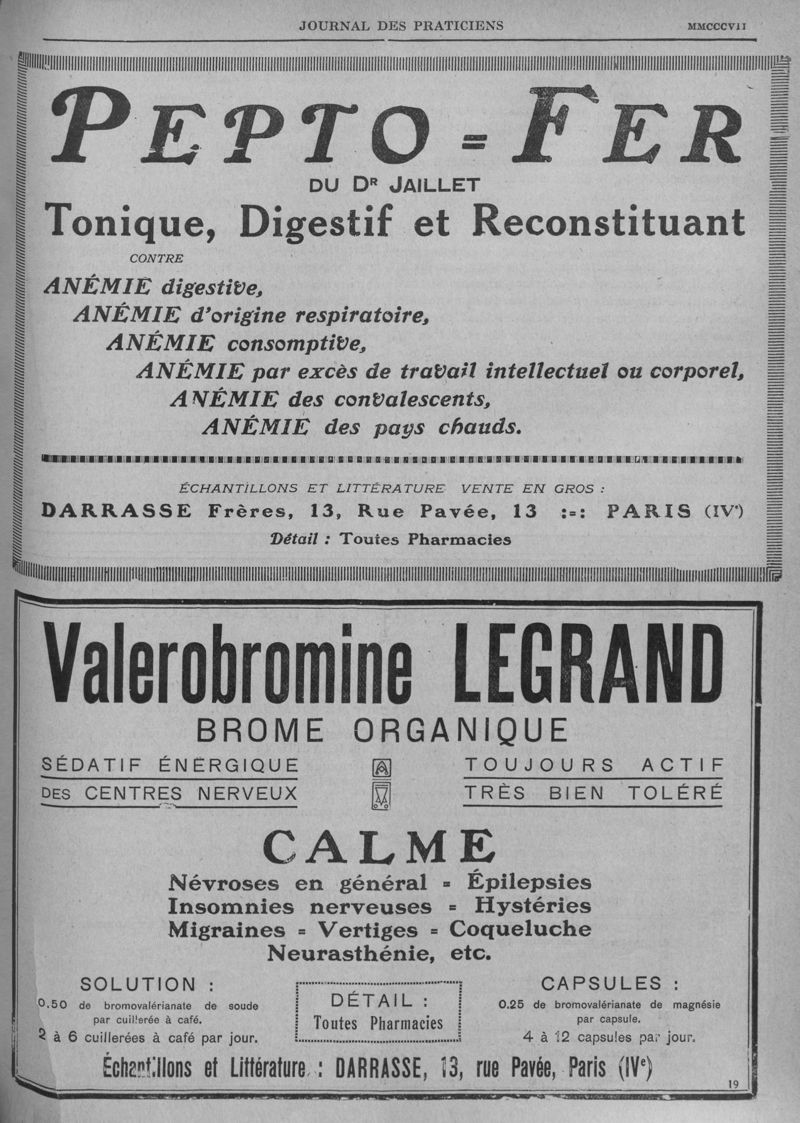 JOURNAL DES PRATICIENS
MMCCCVII
PEPTO=FER
DU Dʀ JAILLET
Tonique, Digestif et Reconstituant
CONTRE
ANÉMIE digestive,
ANÉMIE d'origine respiratoire,
ANÉMIE consomptive,
ANÉMIE par excès de travail intellectuel ou corporel,
ANÉMIE des convalescents,
ANÉMIE des pays chauds.
ÉCHANTILLONS ET LITTÉRATURE VENTE EN GROS :
DARRASSE Frères, 13, Rue Pavée, 13 :=: PARIS (IVᵉ)
Détail : Toutes Pharmacies
Valerobromine LEGRAND
BROME ORGANIQUE
SÉDATIF ÉNERGIQUE
DES CENTRES NERVEUX
TOUJOURS ACTIF
TRÈS BIEN TOLÉRÉ
CALME
Névroses en général = Épilepsies
Insomnies nerveuses = Hystéries
Migraines = Vertiges = Coqueluche
Neurasthénie, etc.
SOLUTION :
0.50 de bromovalérianate de soude
par cuillerée à café.
2 à 6 cuillerées à café par jour.
DÉTAIL :
Toutes Pharmacies
CAPSULES :
0.25 de bromovalérianate de magnésie
par capsule.
4 à 12 capsules par jour.
Échantillons et Littérature : DARRASSE, 13, rue Pavée, Paris (IVᵉ)
19